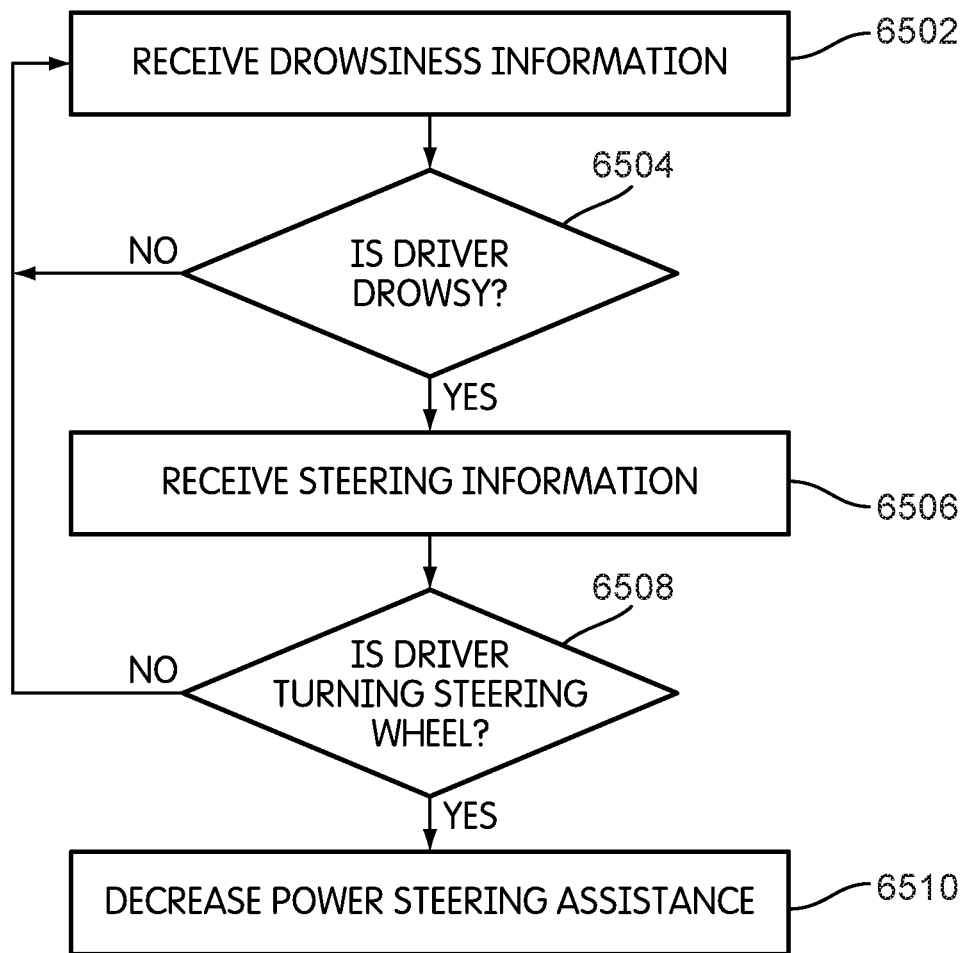 RECEIVE DROWSINESS INFORMATION
6502
6504
IS DRIVER
DROWSY?
NO
YES
RECEIVE STEERING INFORMATION
6506
6508
IS DRIVER
TURNING STEERING
WHEEL?
NO
YES
DECREASE POWER STEERING ASSISTANCE
6510